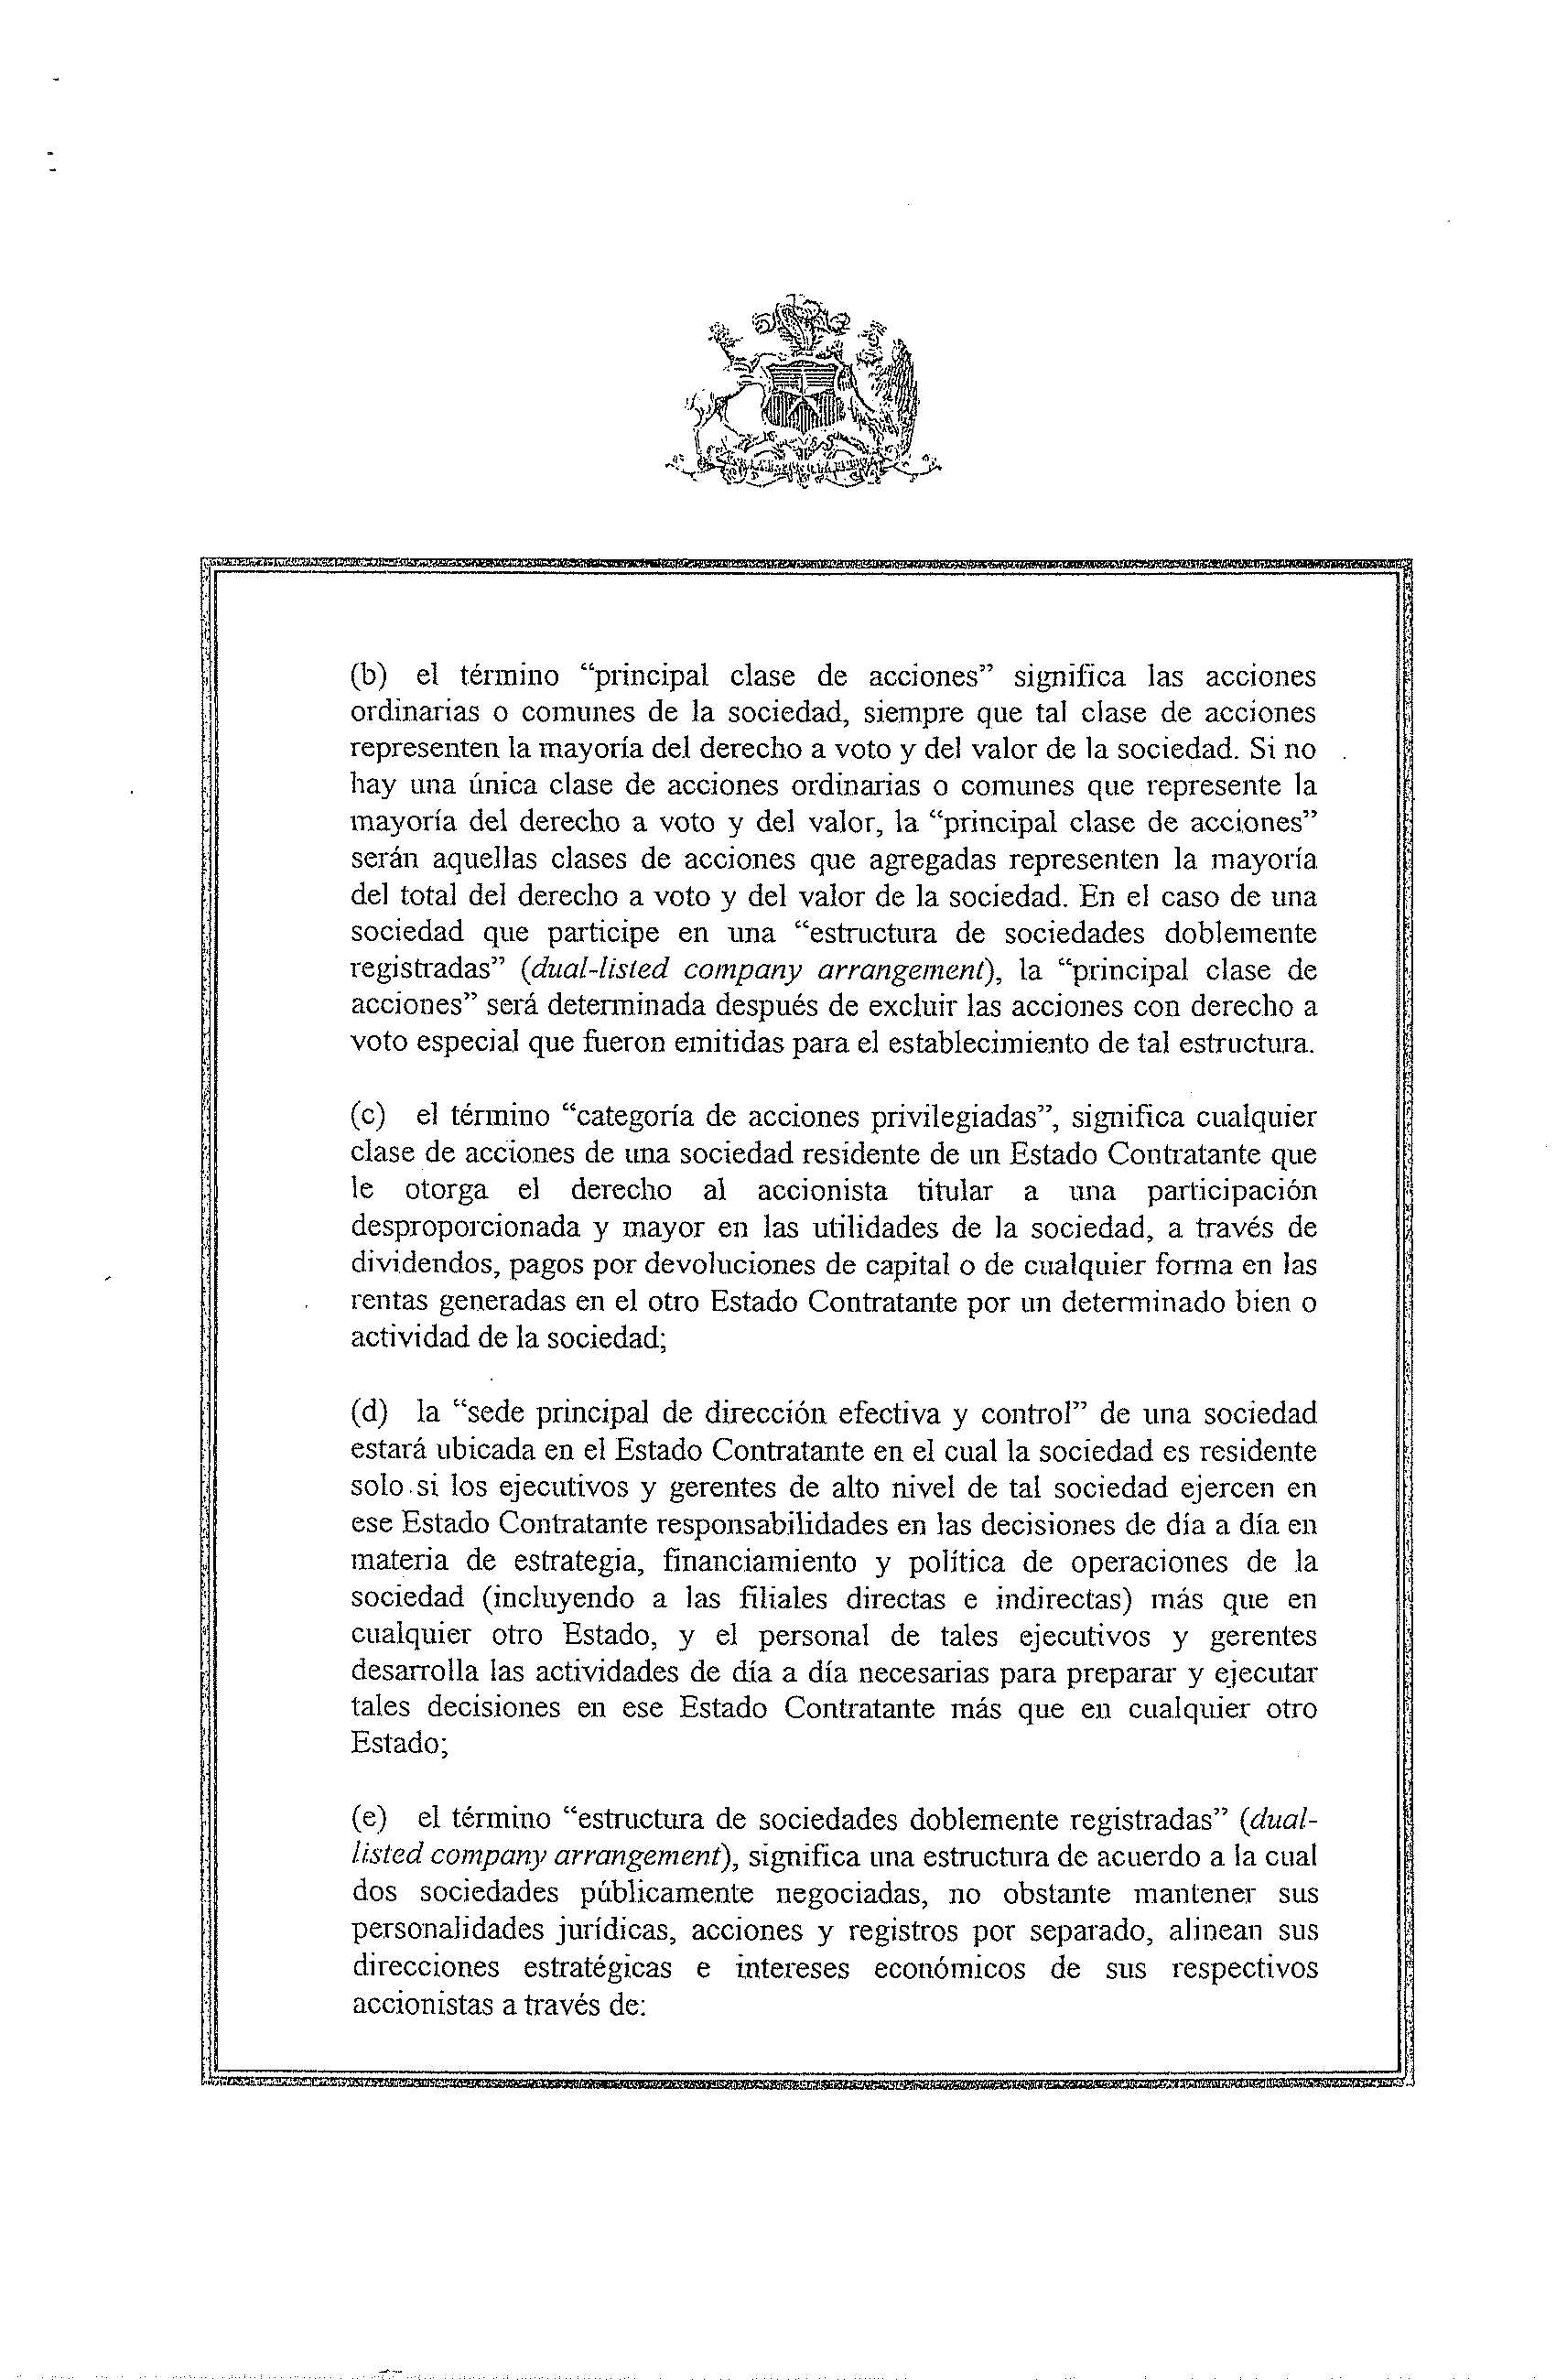 (b) el término “principal clase de acciones” significa las acciones
ordinarias o comunes de la sociedad, siempre que tal clase de acciones
representen la mayoría del derecho a voto y del valor de la sociedad. Si no
hay una única clase de acciones ordinarias o comunes que represente la
mayoría del derecho a voto y del valor, la “principal clase de acciones”
serán aquellas clases de acciones que agregadas representen la mayoría
del total del derecho a voto y del valor de la sociedad. En el caso de una
sociedad que participe en una “estructura de sociedades doblemente
registradas” (dual-listed company arrangement), la “principal clase de
acciones” será determinada después de excluir las acciones con derecho a
voto especial que fueron emitidas para el establecimiento de tal estructura.
(c) el término “categoría de acciones privilegiadas”, significa cualquier
clase de acciones de una sociedad residente de un Estado Contratante que
le otorga el derecho al accionista titular a una participación
desproporcionada y mayor en las utilidades de la sociedad, a través de
dividendos, pagos por devoluciones de capital o de cualquier forma en las
rentas generadas en el otro Estado Contratante por un determinado bien o
actividad de la sociedad;
(d) la “sede principal de dirección efectiva y control” de una sociedad
estará ubicada en el Estado Contratante en el cual la sociedad es residente
solo si los ejecutivos y gerentes de alto nivel de tal sociedad ejercen en
ese Estado Contratante responsabilidades en las decisiones de día a día en
materia de estrategia, financiamiento y política de operaciones de la
sociedad (incluyendo a las filiales directas e indirectas) más que en
cualquier otro Estado, y el personal de tales ejecutivos y gerentes
desarrolla las actividades de día a día necesarias para preparar y ejecutar
tales decisiones en ese Estado Contratante más que en cualquier otro
Estado;
(e) el término “estructura de sociedades doblemente registradas” (dual-
listed company arrangement), significa una estructura de acuerdo a la cual
dos sociedades públicamente negociadas, no obstante mantener sus
personalidades jurídicas, acciones y registros por separado, alinean sus
direcciones estratégicas e intereses económicos de sus respectivos
accionistas a través de: